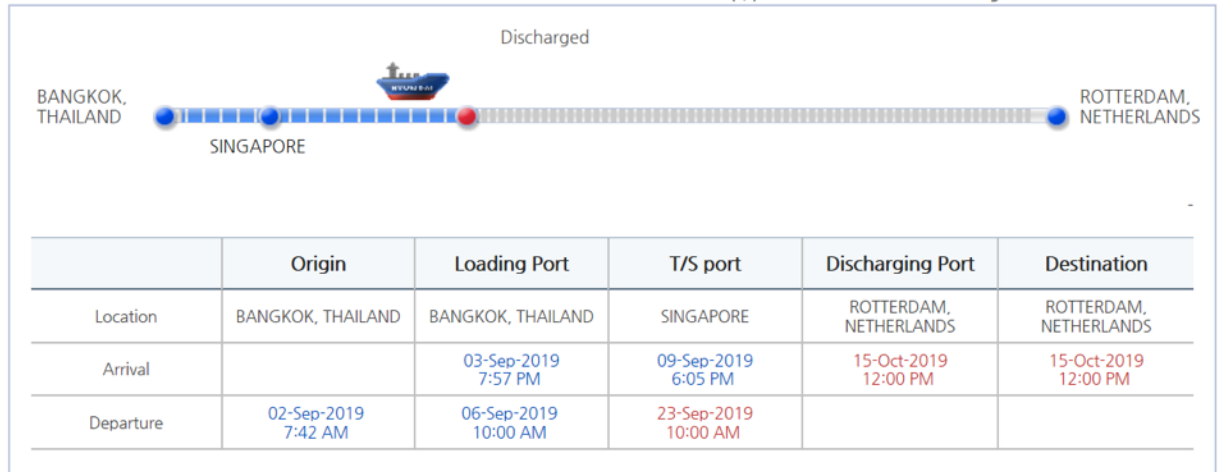 Discharged
BANGKOK,
THAILAND
SINGAPORE
ROTTERDAM,
NETHERLANDS
-
Origin Loading Port T/S port Discharging Port Destination
Location BANGKOK, THAILAND BANGKOK, THAILAND SINGAPORE ROTTERDAM, NETHERLANDS ROTTERDAM, NETHERLANDS
Arrival 03-Sep-2019 7:57 PM 09-Sep-2019 6:05 PM 15-Oct-2019 12:00 PM 15-Oct-2019 12:00 PM
Departure 02-Sep-2019 7:42 AM 06-Sep-2019 10:00 AM 23-Sep-2019 10:00 AM